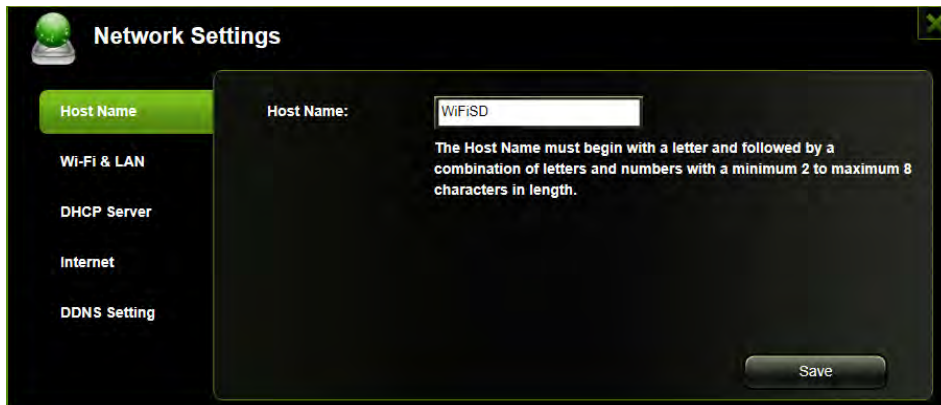 Network Settings
Host Name
Wi-Fi & LAN
DHCP Server
Internet
DDNS Setting
Host Name:
WiFiSD
The Host Name must begin with a letter and followed by a
combination of letters and numbers with a minimum 2 to maximum 8
characters in length.
Save